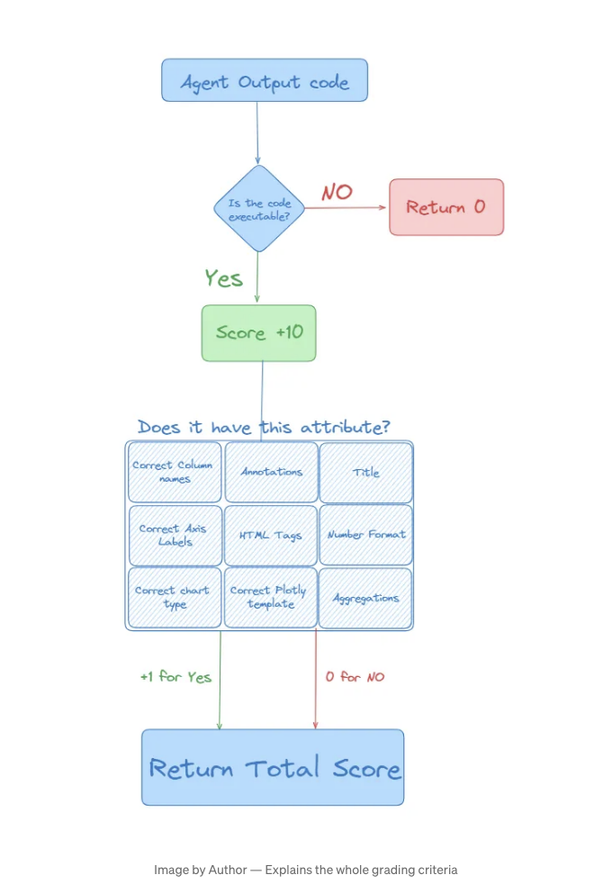 Agent Output code
Is the code
executable?
NO
Return 0
Yes
Score +10
Does it have this attribute?
Correct Column
names
Annotations
Title
Correct Axis
Labels
HTML Tags
Number Format
Correct chart
type
Correct Plotly
template
Aggregations
+1 for Yes
0 for NO
Return Total Score
Image by Author — Explains the whole grading criteria